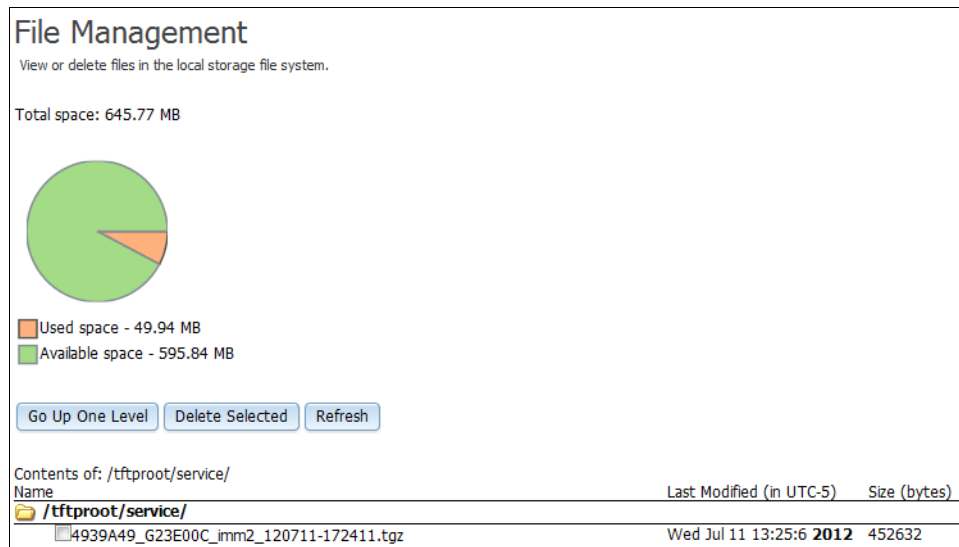 File Management
View or delete files in the local storage file system.
Total space: 645.77 MB
Used space - 49.94 MB
Available space - 595.84 MB
Go Up One Level Delete Selected Refresh
Contents of: /tftproot/service/
Name Last Modified (in UTC-5) Size (bytes)
/tftproot/service/
4939A49_G23E00C_imm2_120711-172411.tgz Wed Jul 11 13:25:6 2012 452632